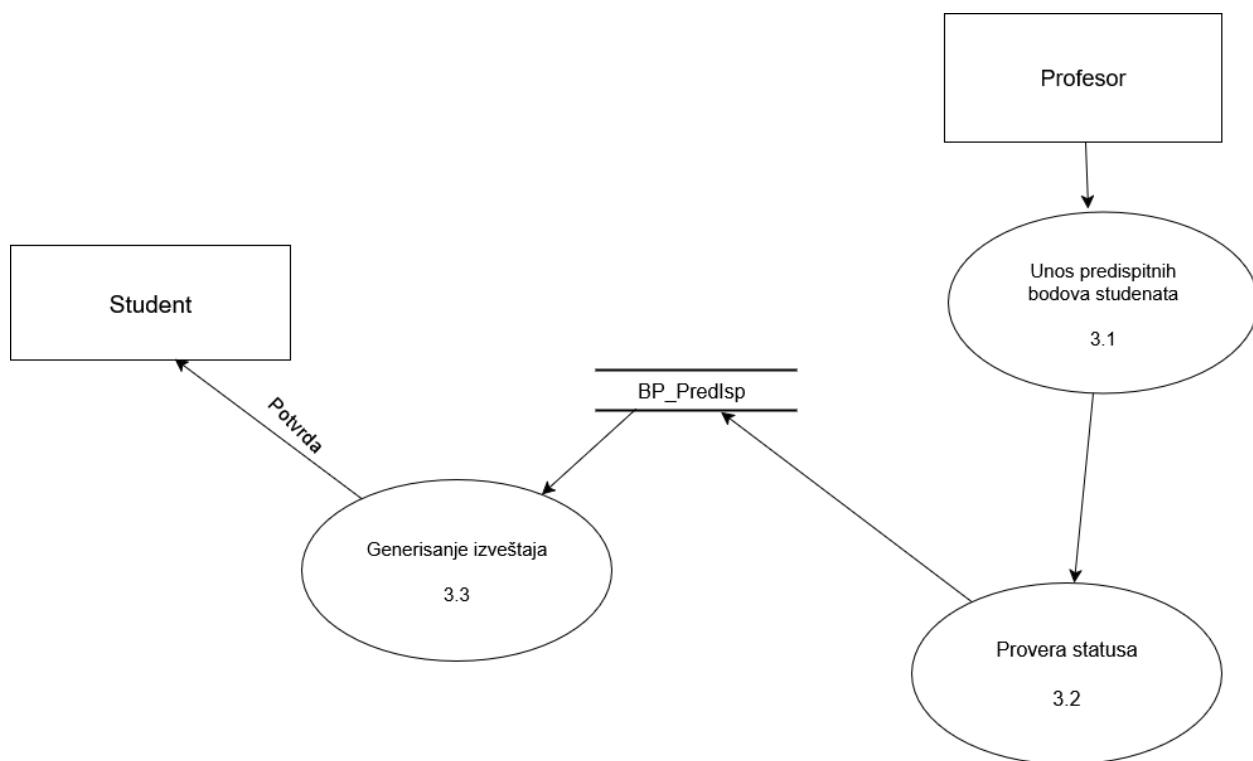 Profesor
Unos predispitnih
bodova studenata
3.1
Student
BP_PredIsp
Potvrda
Generisanje izveštaja
3.3
Provera statusa
3.2